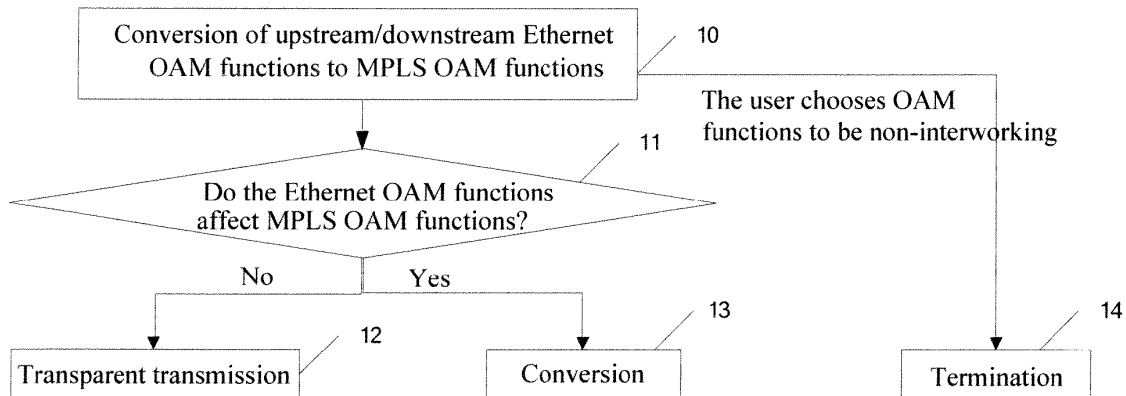 Conversion of upstream/downstream Ethernet
OAM functions to MPLS OAM functions
10
The user chooses OAM
functions to be non-interworking
11
Do the Ethernet OAM functions
affect MPLS OAM functions?
No
Yes
12
13
14
Transparent transmission
Conversion
Termination